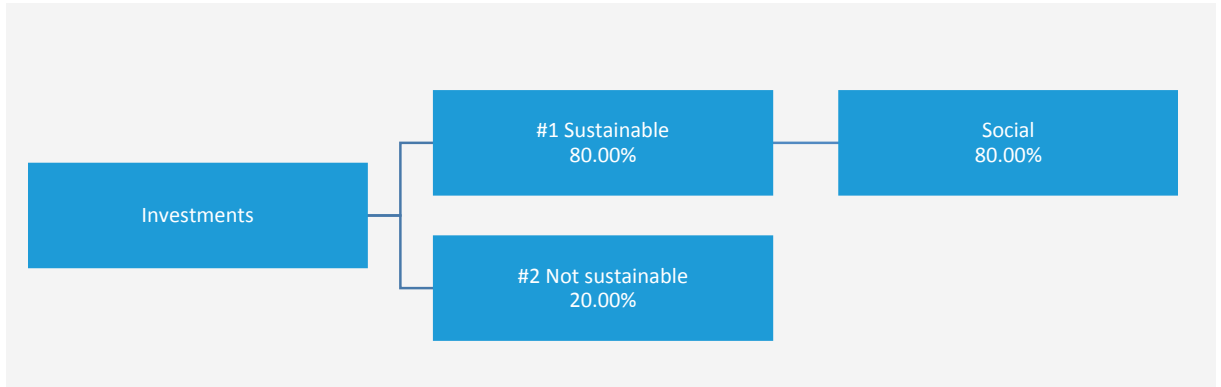 Investments
#1 Sustainable
80.00%
Social
80.00%
#2 Not sustainable
20.00%